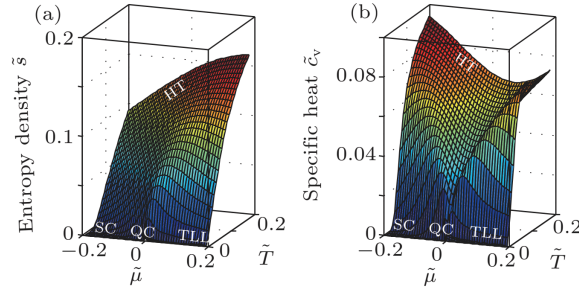 (a)
Entropy density s̃
0.2
0.1
0
HT
SC QC TLL
−0.2 0 0.2
μ̃
0 0.2
T̃
(b)
Specific heat c̃ᵥ
0.08
0.04
0
HT
SC QC TLL
−0.2 0 0.2
μ̃
0 0.2
T̃